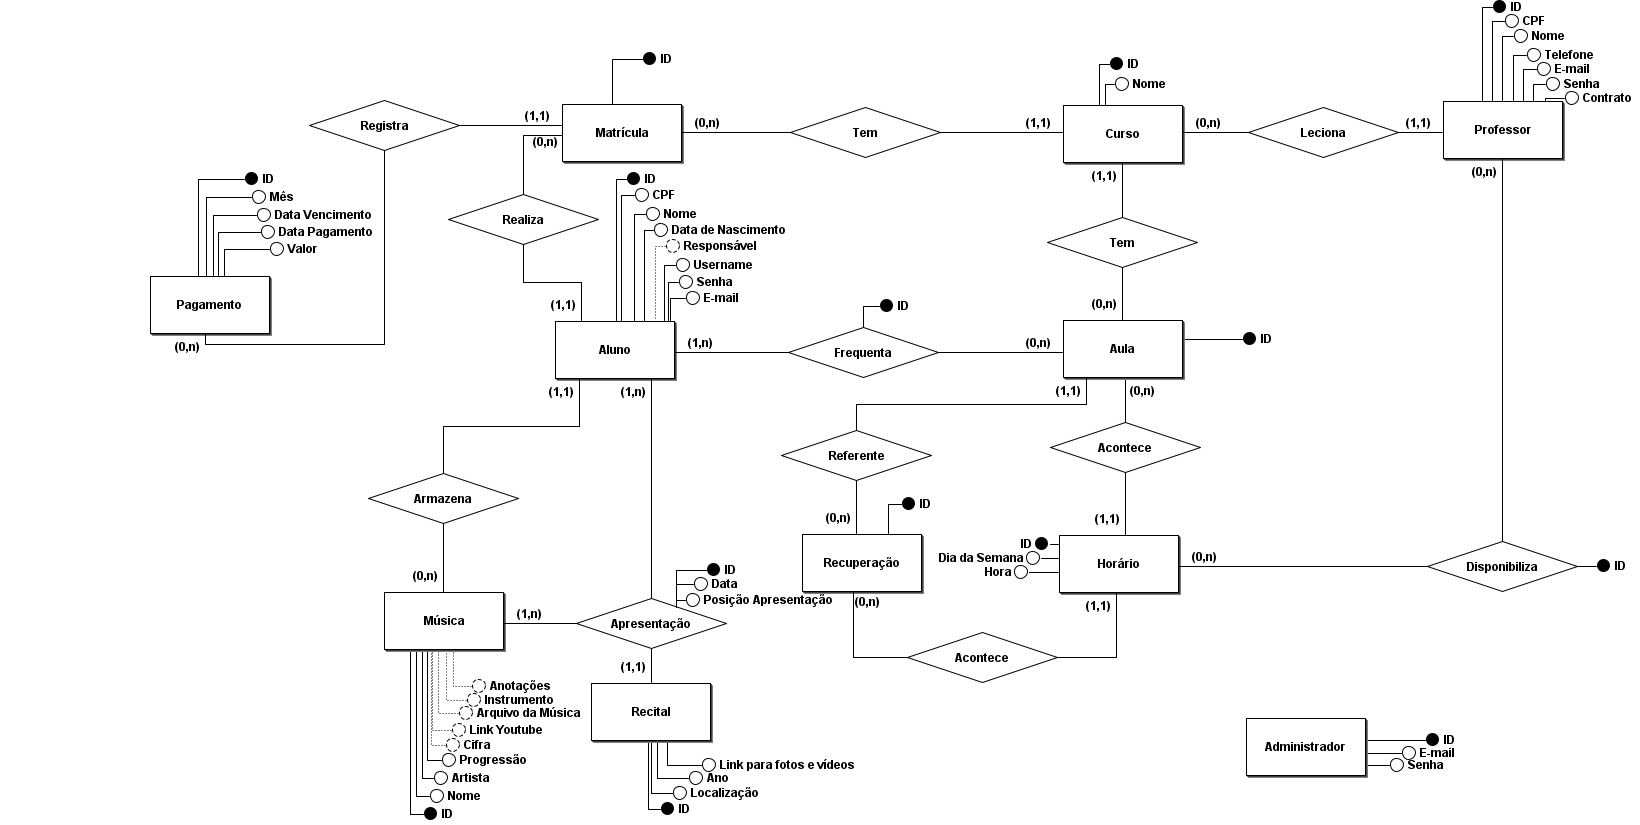 ID
CPF
Nome
Telefone
E-mail
Senha
Contrato
ID
ID
Nome
Registra
(1,1)
(0,n)
Matrícula
(0,n)
Tem
(1,1)
Curso
(0,n)
Leciona
(1,1)
Professor
(0,n)
(1,1)
ID
Mês
Data Vencimento
Data Pagamento
Valor
Pagamento
(0,n)
Realiza
(1,1)
ID
CPF
Nome
Data de Nascimento
Responsável
Username
Senha
E-mail
Tem
(0,n)
Aluno
(1,n)
ID
Frequenta
(0,n)
Aula
ID
(1,1)
(1,n)
(1,1)
(0,n)
Referente
Acontece
Armazena
(0,n)
ID
(1,1)
Recuperação
ID
Dia da Semana
Hora
Horário
(0,n)
Disponibiliza
ID
(0,n)
ID
Data
Posição Apresentação
(0,n)
(1,1)
Música
(1,n)
Apresentação
Acontece
(1,1)
Anotações
Instrumento
Arquivo da Música
Link Youtube
Cifra
Progressão
Artista
Nome
ID
Recital
Link para fotos e vídeos
Ano
Localização
ID
Administrador
ID
E-mail
Senha